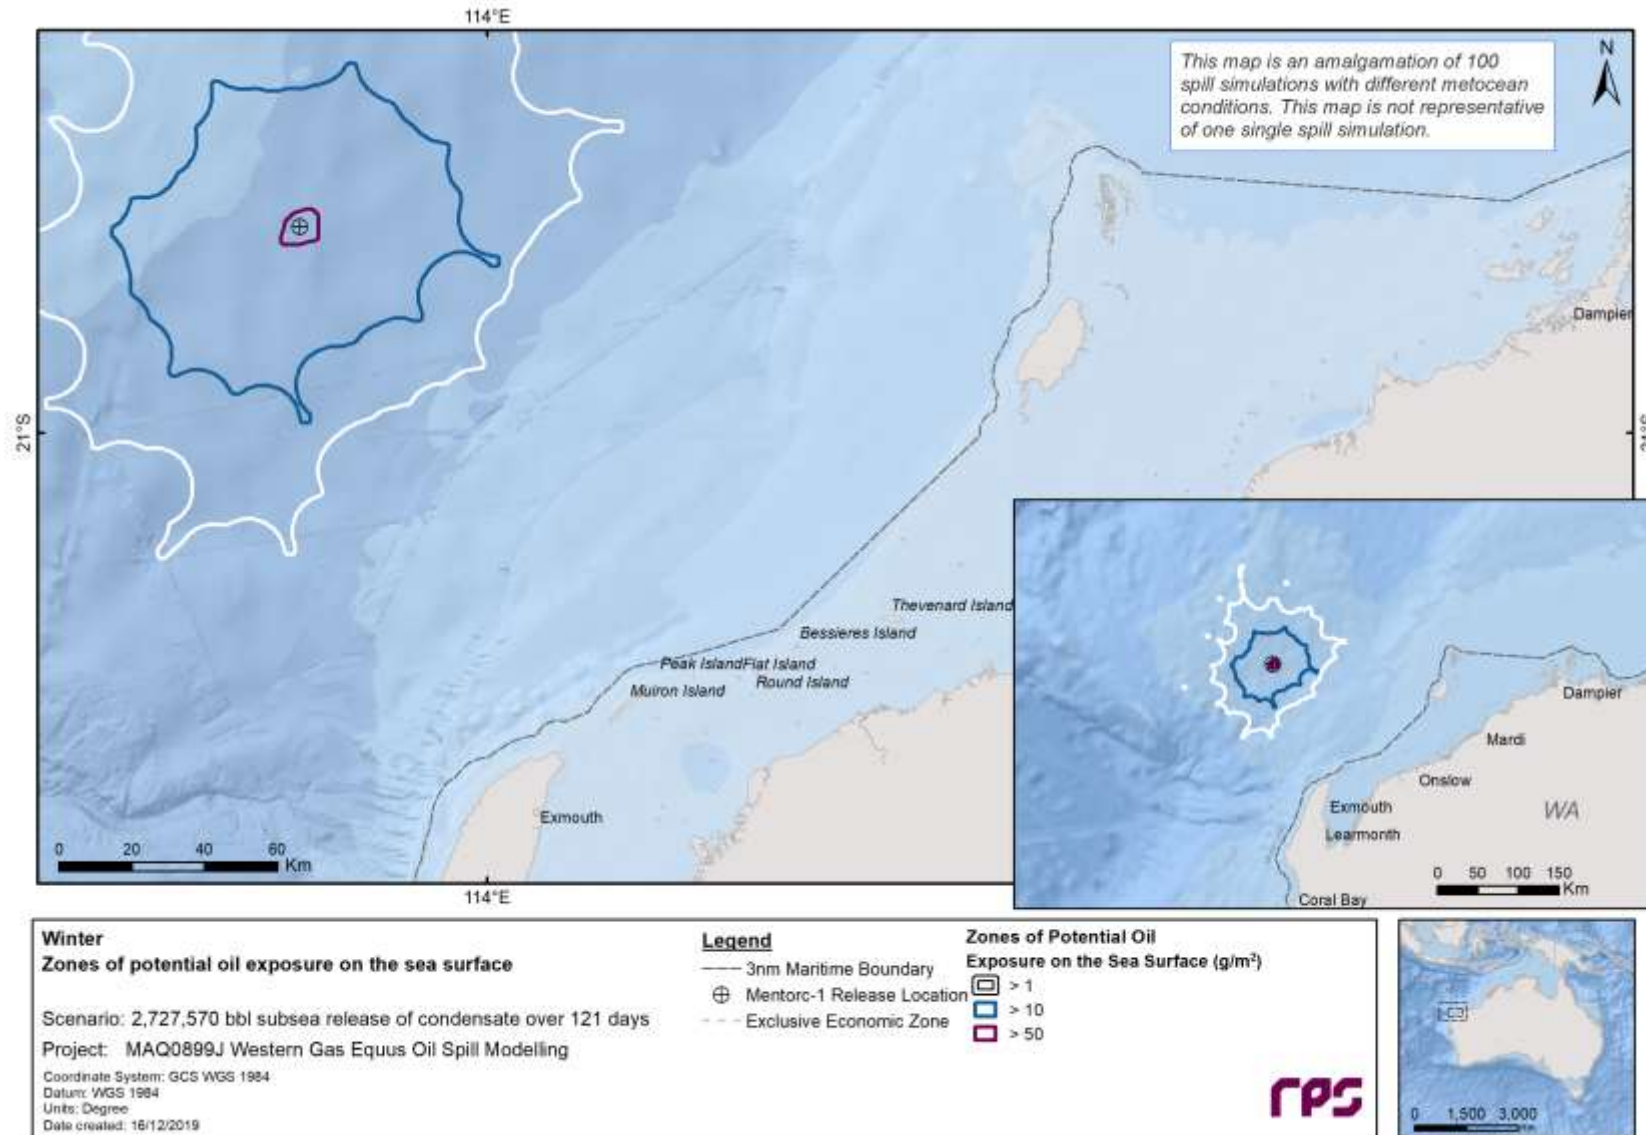 114°E
N
This map is an amalgamation of 100
spill simulations with different metocean
conditions. This map is not representative
of one single spill simulation.
Dampier
21°S
Thevenard Island
Bessieres Island
Peak Island Flat Island
Muiron Island
Round Island
Exmouth
0 20 40 60
Km
114°E
Dampier
Mardi
Onslow
Exmouth
WA
Learmonth
0 50 100 150
Km
Coral Bay
Winter
Zones of potential oil exposure on the sea surface
Scenario: 2,727,570 bbl subsea release of condensate over 121 days
Project: MAQ0899J Western Gas Equus Oil Spill Modelling
Coordinate System: GCS WGS 1984
Datum: WGS 1984
Units: Degree
Date created: 16/12/2019
Legend
3nm Maritime Boundary
Mentorc-1 Release Location
Exclusive Economic Zone
Zones of Potential Oil
Exposure on the Sea Surface (g/m²)
> 1
> 10
> 50
rps
0 1,500 3,000